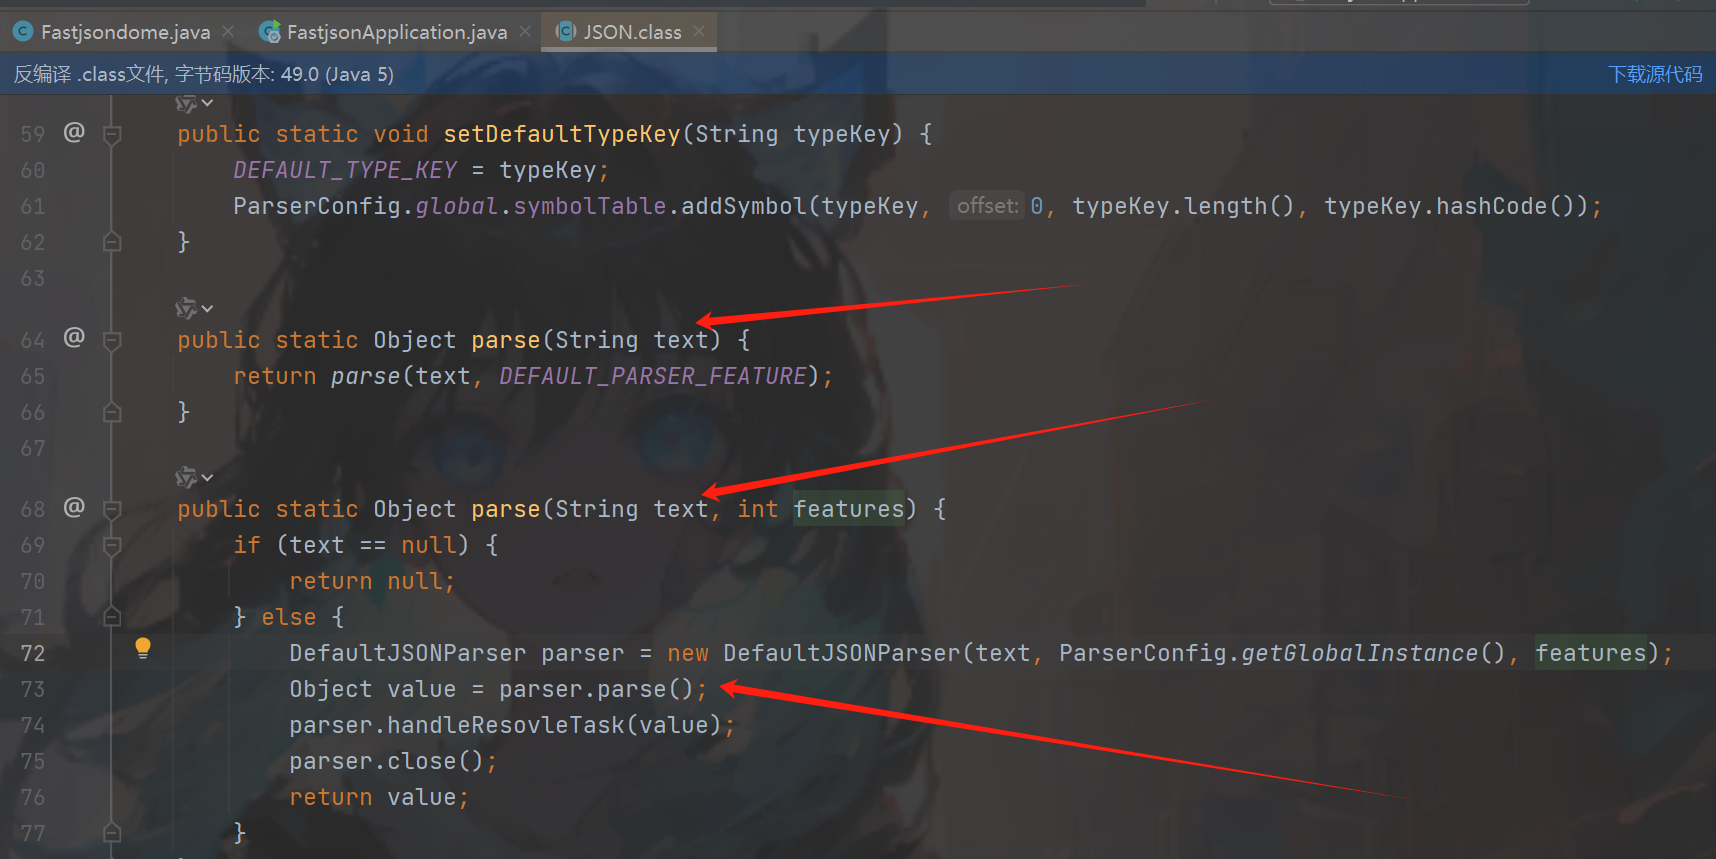 Fastjsondome.java × FastjsonApplication.java × JSON.class ×
反编译 .class文件, 字节码版本: 49.0 (Java 5) 下载源代码
59 @ public static void setDefaultTypeKey(String typeKey) {
60 DEFAULT_TYPE_KEY = typeKey;
61 ParserConfig.global.symbolTable.addSymbol(typeKey, offset: 0, typeKey.length(), typeKey.hashCode());
62 }
63
64 @ public static Object parse(String text) {
65 return parse(text, DEFAULT_PARSER_FEATURE);
66 }
67
68 @ public static Object parse(String text, int features) {
69 if (text == null) {
70 return null;
71 } else {
72 DefaultJSONParser parser = new DefaultJSONParser(text, ParserConfig.getGlobalInstance(), features);
73 Object value = parser.parse();
74 parser.handleResovleTask(value);
75 parser.close();
76 return value;
77 }